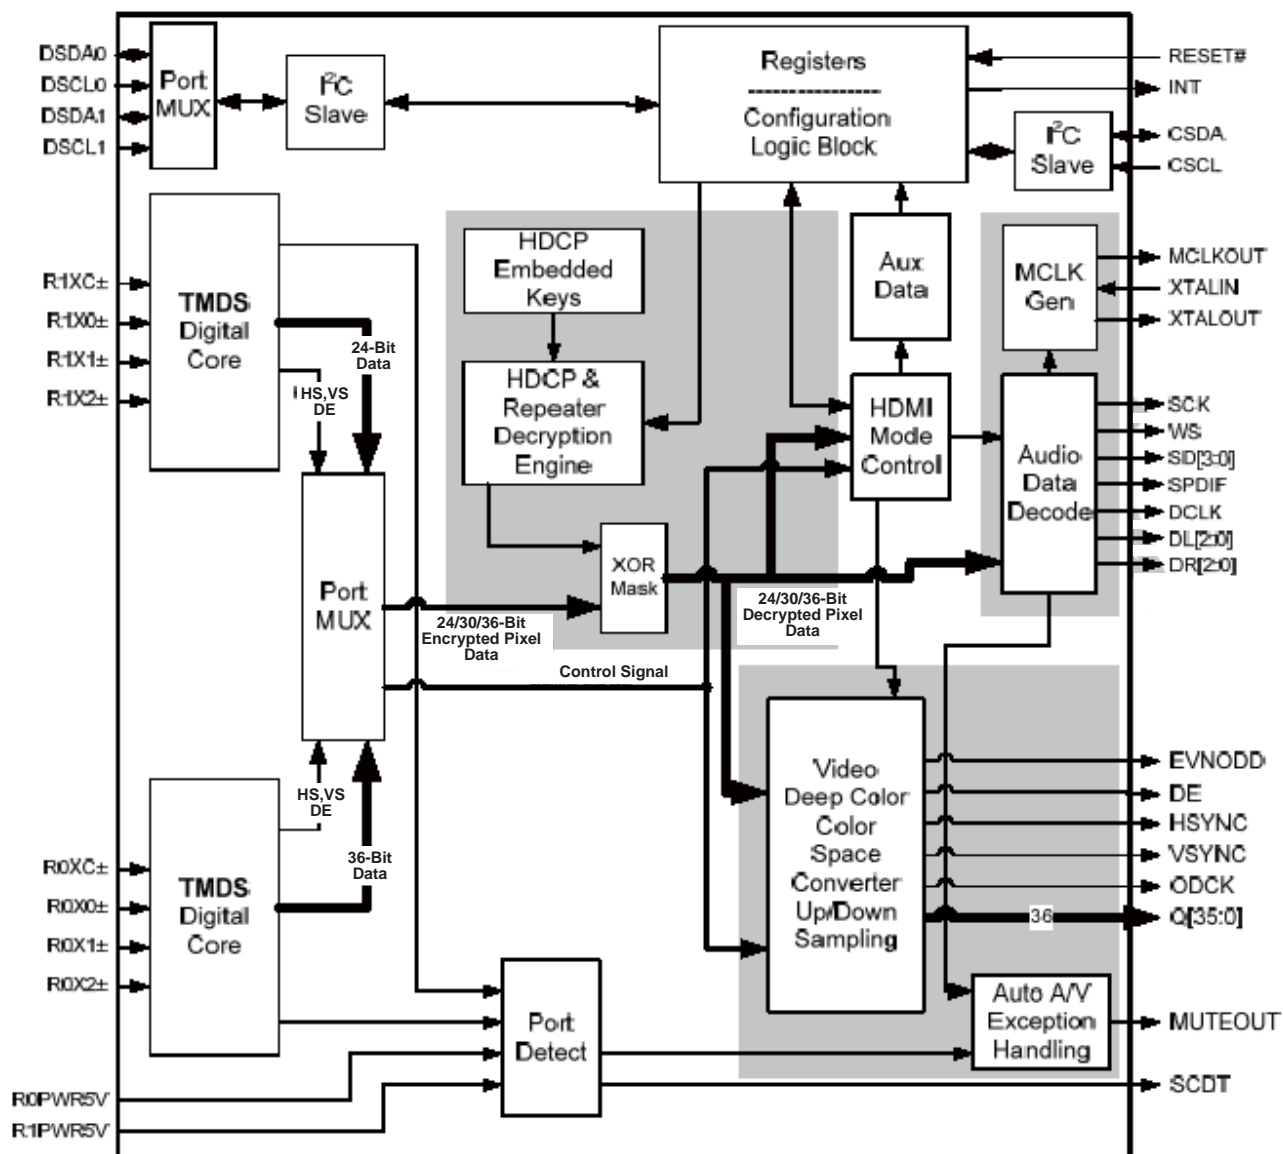 DSDA0
DSCL0
DSDA1
DSCL1
Port
MUX
I²C
Slave
Registers
----------------
Configuration
Logic Block
RESET#
INT
I²C
Slave
CSDA
CSCL
R1XC±
R1X0±
R1X1±
R1X2±
TMDS
Digital
Core
24-Bit
Data
HS,VS
DE
HDCP
Embedded
Keys
HDCP &
Repeater
Decryption
Engine
Aux
Data
HDMI
Mode
Control
MCLK
Gen
MCLKOUT
XTALIN
XTALOUT
Audio
Data
Decode
SCK
WS
SD[3:0]
SPDIF
DCLK
DL[2:0]
DR[2:0]
XOR
Mask
Port
MUX
24/30/36-Bit
Encrypted Pixel
Data
24/30/36-Bit
Decrypted Pixel
Data
Control Signal
HS,VS
DE
36-Bit
Data
R0XC±
R0X0±
R0X1±
R0X2±
TMDS
Digital
Core
Video
Deep Color
Color
Space
Converter
Up/Down
Sampling
EVNODD
DE
HSYNC
VSYNC
ODCK
36
Q[35:0]
Port
Detect
Auto A/V
Exception
Handling
MUTEOUT
SCDT
R0PWR5V
R1PWR5V